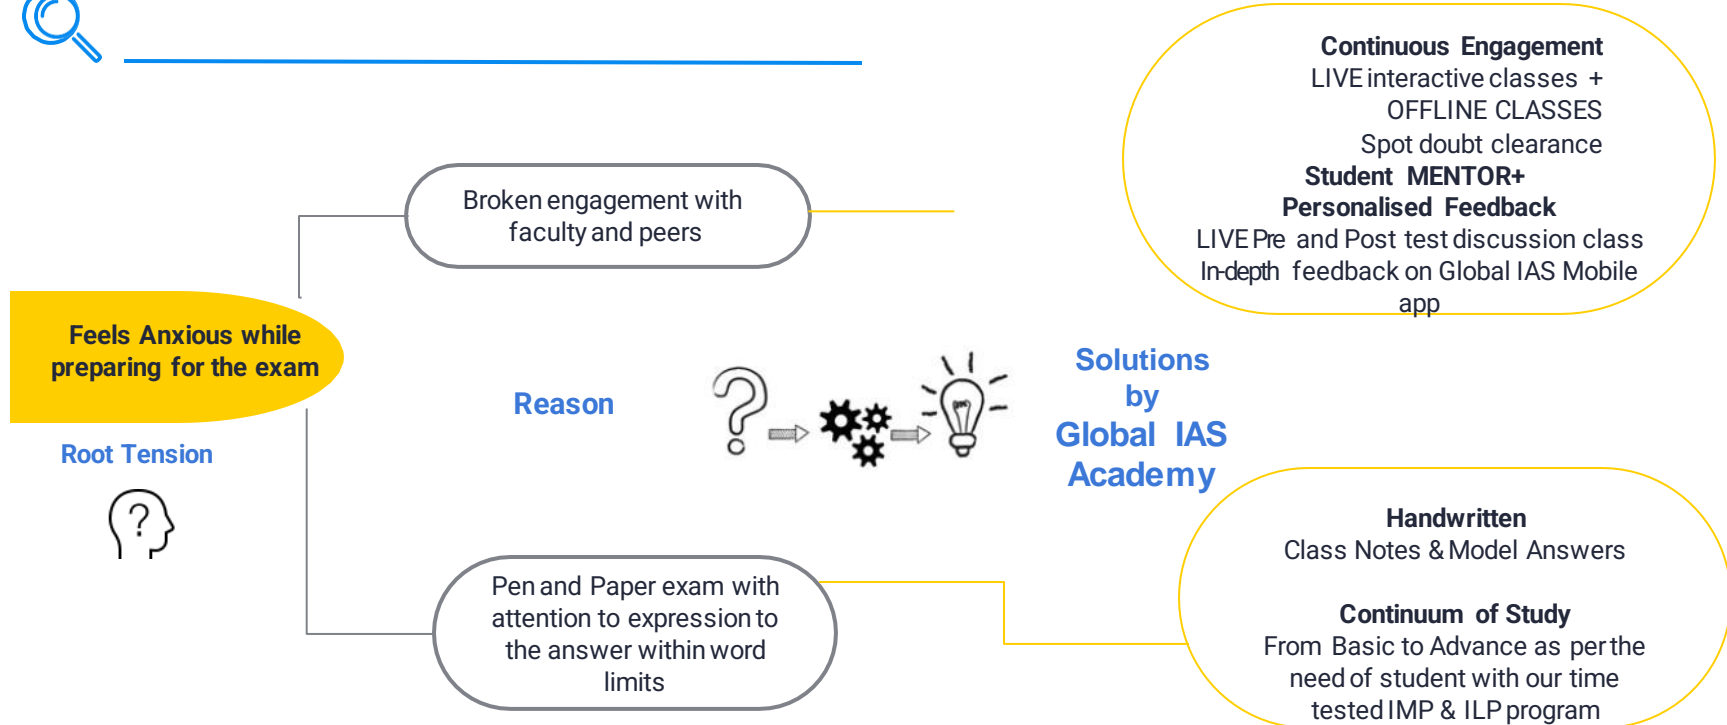 Continuous Engagement
LIVE interactive classes +
OFFLINE CLASSES
Spot doubt clearance
Student MENTOR+
Personalised Feedback
LIVE Pre and Post test discussion class
In-depth feedback on Global IAS Mobile
app
Broken engagement with
faculty and peers
Feels Anxious while
preparing for the exam
Root Tension
?
Reason
Solutions
by
Global IAS
Academy
Pen and Paper exam with
attention to expression to
the answer within word
limits
Handwritten
Class Notes & Model Answers
Continuum of Study
From Basic to Advance as per the
need of student with our time
tested IMP & ILP program